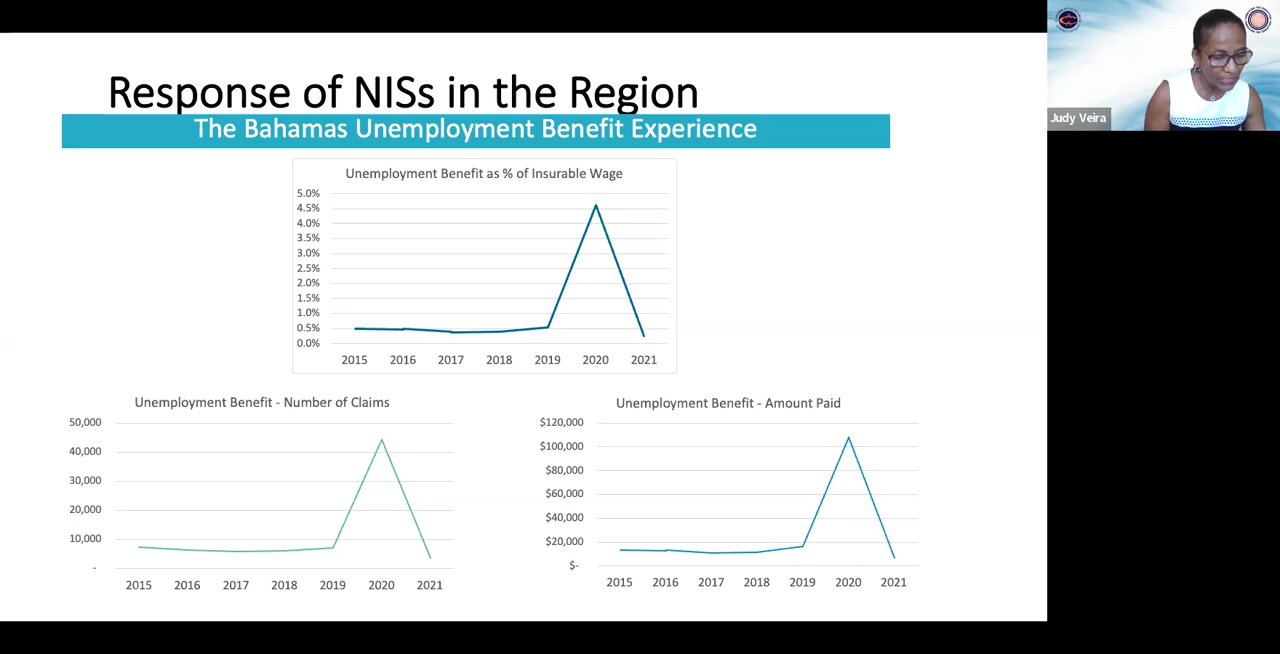 Response of NISs in the Region
The Bahamas Unemployment Benefit Experience
Unemployment Benefit as % of Insurable Wage
5.0%
4.5%
4.0%
3.5%
3.0%
2.5%
2.0%
1.5%
1.0%
0.5%
0.0%
2015 2016 2017 2018 2019 2020 2021
Unemployment Benefit - Number of Claims
50,000
40,000
30,000
20,000
10,000
-
2015 2016 2017 2018 2019 2020 2021
Unemployment Benefit - Amount Paid
$120,000
$100,000
$80,000
$60,000
$40,000
$20,000
$-
2015 2016 2017 2018 2019 2020 2021
Judy Veira